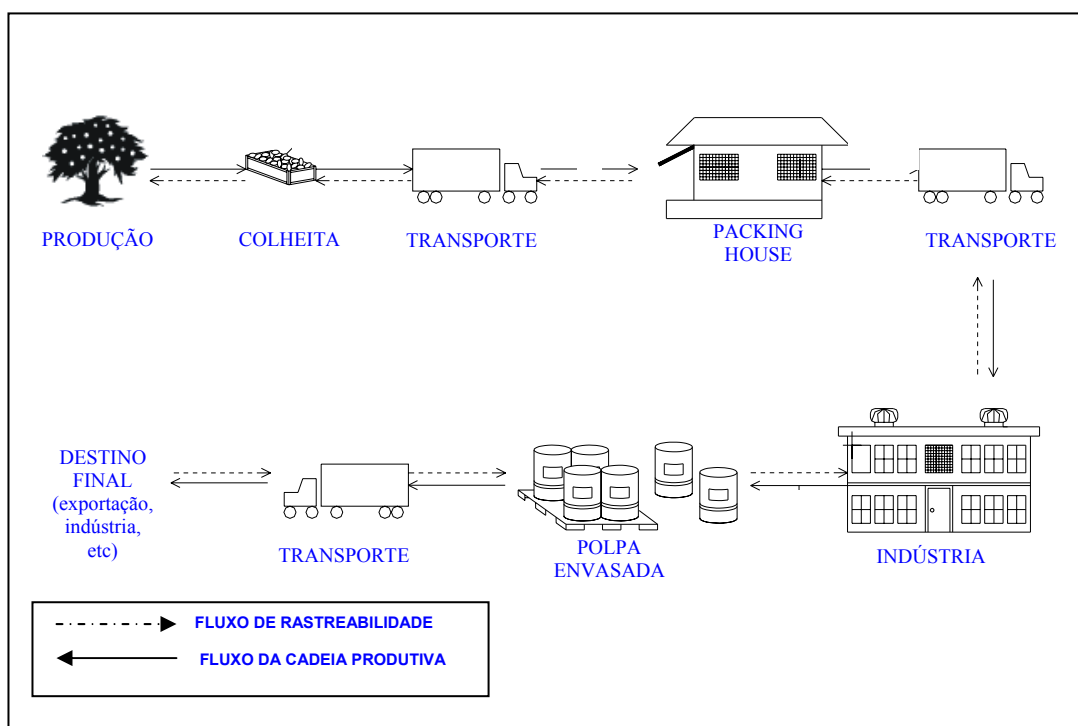 PRODUÇÃO
COLHEITA
TRANSPORTE
PACKING
HOUSE
TRANSPORTE
DESTINO
FINAL
(exportação,
indústria,
etc)
TRANSPORTE
POLPA
ENVASADA
INDÚSTRIA
FLUXO DE RASTREABILIDADE
FLUXO DA CADEIA PRODUTIVA